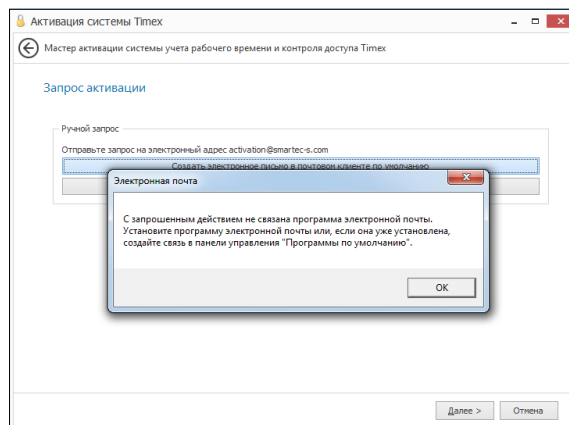 Активация системы Timex
Мастер активации системы учета рабочего времени и контроля доступа Timex
Запрос активации
Ручной запрос
Отправьте запрос на электронный адрес activation@smartec-s.com
Создать электронное письмо в почтовом клиенте по умолчанию
Электронная почта
С запрошенным действием не связана программа электронной почты.
Установите программу электронной почты или, если она уже установлена,
создайте связь в панели управления "Программы по умолчанию".
ОК
Далее >
Отмена